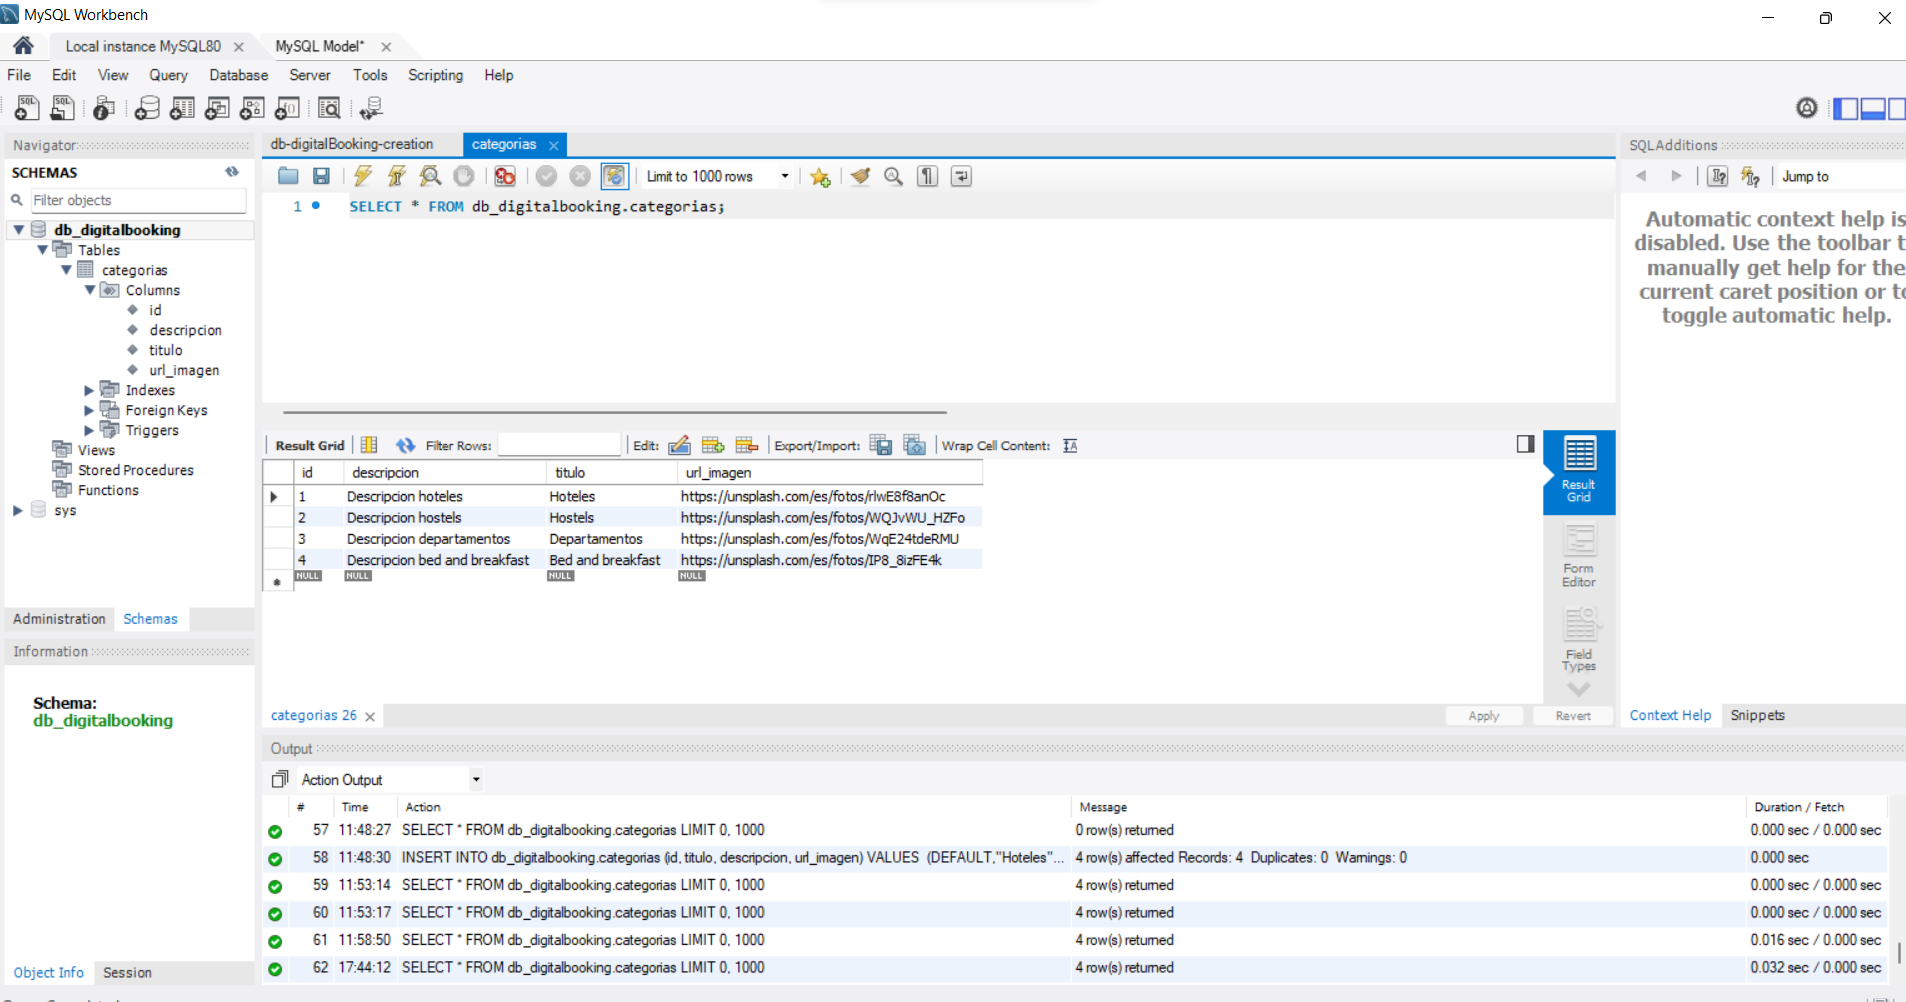 MySQL Workbench
Local instance MySQL80
MySQL Model*
File Edit View Query Database Server Tools Scripting Help
Navigator
SCHEMAS
Filter objects
db_digitalbooking
Tables
categorias
Columns
id
descripcion
titulo
url_imagen
Indexes
Foreign Keys
Triggers
Views
Stored Procedures
Functions
sys
Administration Schemas
Information
Schema:
db_digitalbooking
Object Info Session
db-digitalBooking-creation
categorias
Limit to 1000 rows
1 SELECT * FROM db_digitalbooking.categorias;
Result Grid Filter Rows: Edit: Export/Import: Wrap Cell Content:
id descripcion titulo url_imagen
1 Descripcion hoteles Hoteles https://unsplash.com/es/fotos/rlwE8f8anOc
2 Descripcion hostels Hostels https://unsplash.com/es/fotos/WQJvWU_HZFo
3 Descripcion departamentos Departamentos https://unsplash.com/es/fotos/WqE24tdeRMU
4 Descripcion bed and breakfast Bed and breakfast https://unsplash.com/es/fotos/IP8_8izFE4k
NULL NULL NULL NULL
Result
Grid
Form
Editor
Field
Types
categorias 26
Apply Revert
SQLAdditions
Jump to
Automatic context help is
disabled. Use the toolbar t
manually get help for the
current caret position or to
toggle automatic help.
Context Help Snippets
Output
Action Output
# Time Action Message Duration / Fetch
57 11:48:27 SELECT * FROM db_digitalbooking.categorias LIMIT 0, 1000 0 row(s) returned 0.000 sec / 0.000 sec
58 11:48:30 INSERT INTO db_digitalbooking.categorias (id, titulo, descripcion, url_imagen) VALUES (DEFAULT,"Hoteles"... 4 row(s) affected Records: 4 Duplicates: 0 Warnings: 0 0.000 sec
59 11:53:14 SELECT * FROM db_digitalbooking.categorias LIMIT 0, 1000 4 row(s) returned 0.000 sec / 0.000 sec
60 11:53:17 SELECT * FROM db_digitalbooking.categorias LIMIT 0, 1000 4 row(s) returned 0.000 sec / 0.000 sec
61 11:58:50 SELECT * FROM db_digitalbooking.categorias LIMIT 0, 1000 4 row(s) returned 0.016 sec / 0.000 sec
62 17:44:12 SELECT * FROM db_digitalbooking.categorias LIMIT 0, 1000 4 row(s) returned 0.032 sec / 0.000 sec